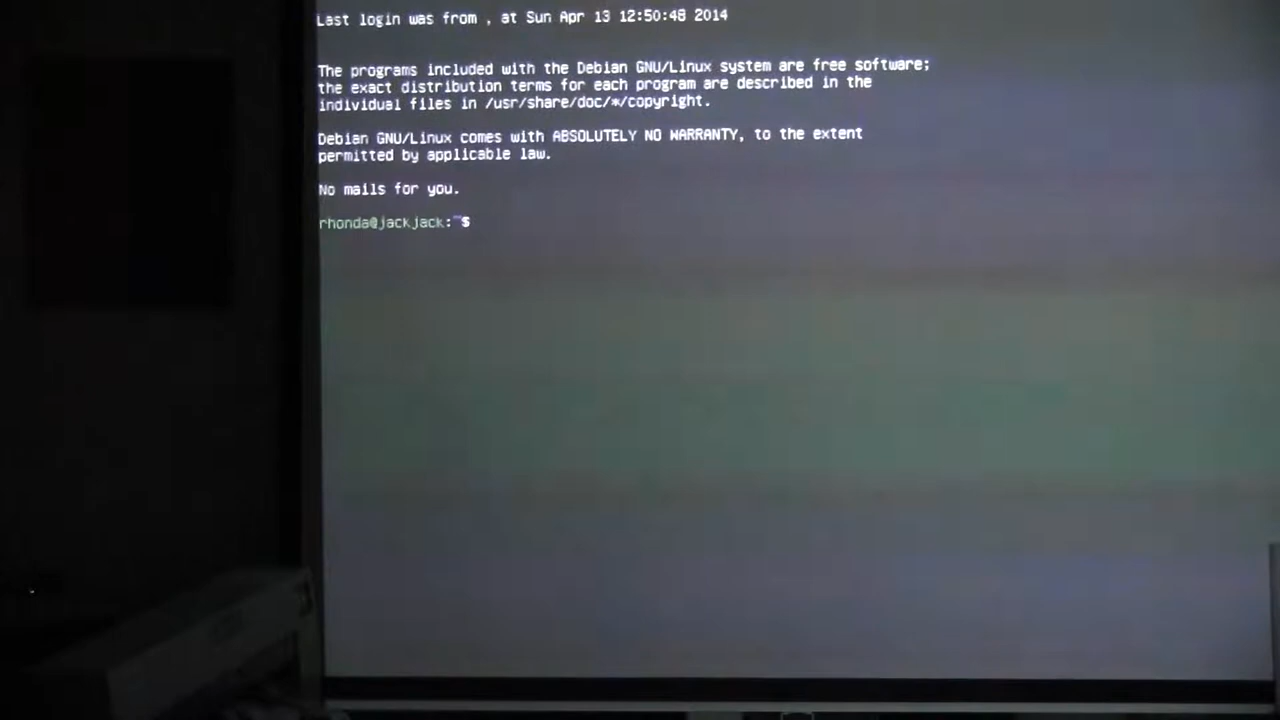 Last login was from , at Sun Apr 13 12:50:48 2014
The programs included with the Debian GNU/Linux system are free software;
the exact distribution terms for each program are described in the
individual files in /usr/share/doc/*/copyright.
Debian GNU/Linux comes with ABSOLUTELY NO WARRANTY, to the extent
permitted by applicable law.
No mails for you.
rhonda@jackjack:~$